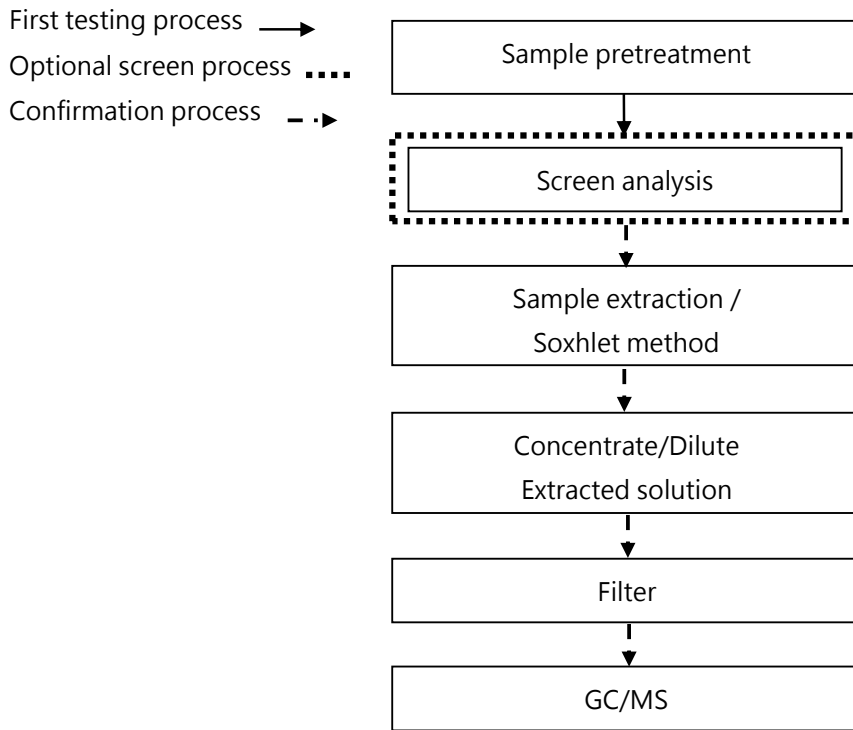 First testing process
Optional screen process
Confirmation process
Sample pretreatment
Screen analysis
Sample extraction /
Soxhlet method
Concentrate/Dilute
Extracted solution
Filter
GC/MS